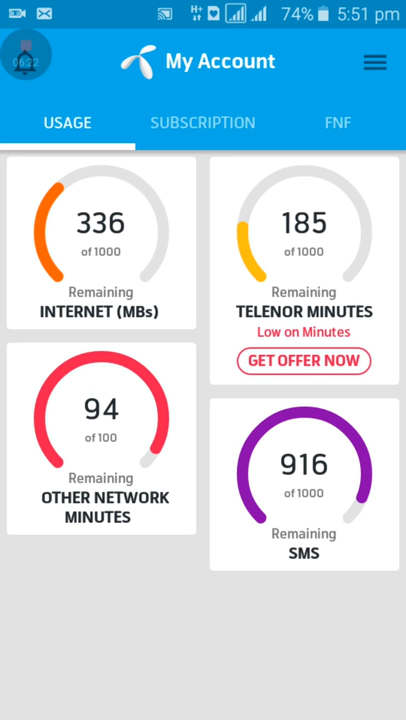 74% 5:51 pm
06:22
My Account
USAGE SUBSCRIPTION FNF
336
of 1000
Remaining
INTERNET (MBs)
185
of 1000
Remaining
TELENOR MINUTES
Low on Minutes
GET OFFER NOW
94
of 100
Remaining
OTHER NETWORK
MINUTES
916
of 1000
Remaining
SMS